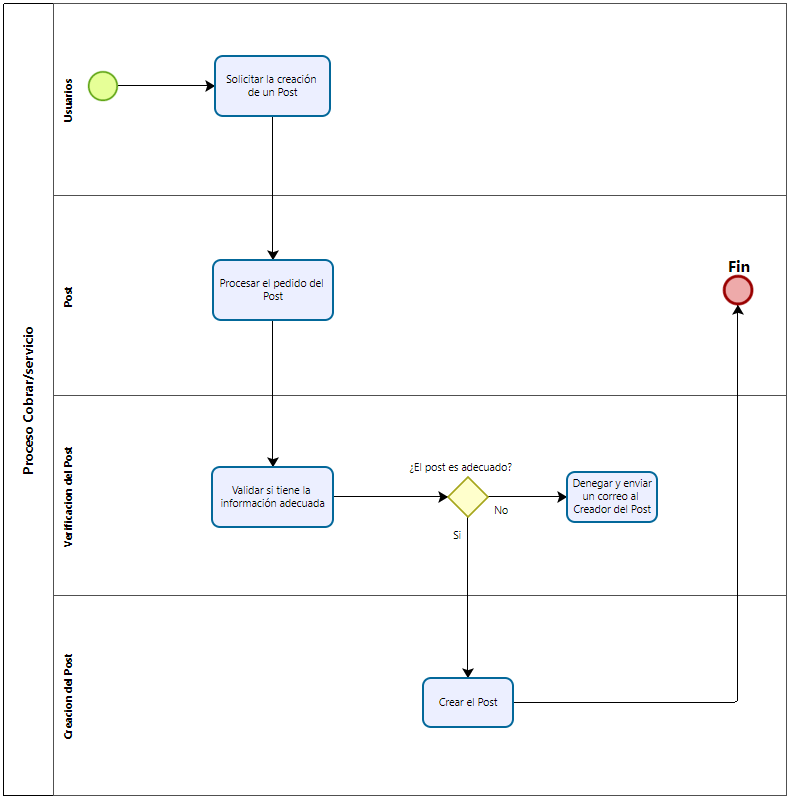 Proceso Cobrar/servicio
Usuarios
Solicitar la creación
de un Post
Post
Procesar el pedido del
Post
Fin
Verificacion del Post
Validar si tiene la
información adecuada
¿El post es adecuado?
No
Si
Denegar y enviar
un correo al
Creador del Post
Creacion del Post
Crear el Post